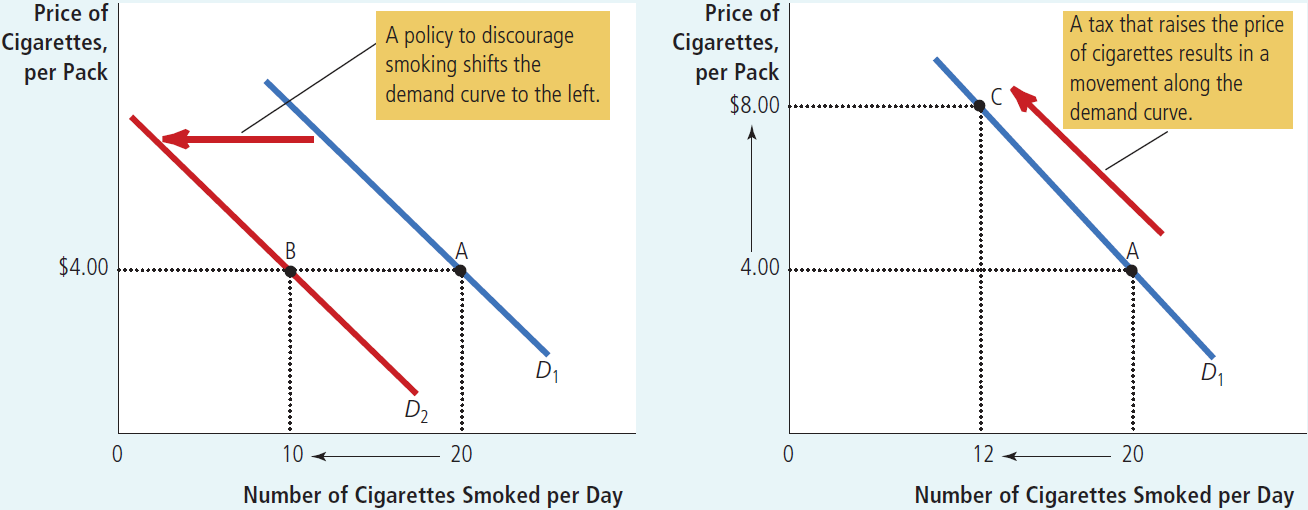 Price of
Cigarettes,
per Pack
A policy to discourage
smoking shifts the
demand curve to the left.
B
A
$4.00
D1
D2
0
10
20
Number of Cigarettes Smoked per Day
Price of
Cigarettes,
per Pack
A tax that raises the price
of cigarettes results in a
movement along the
demand curve.
$8.00
C
A
4.00
D1
0
12
20
Number of Cigarettes Smoked per Day